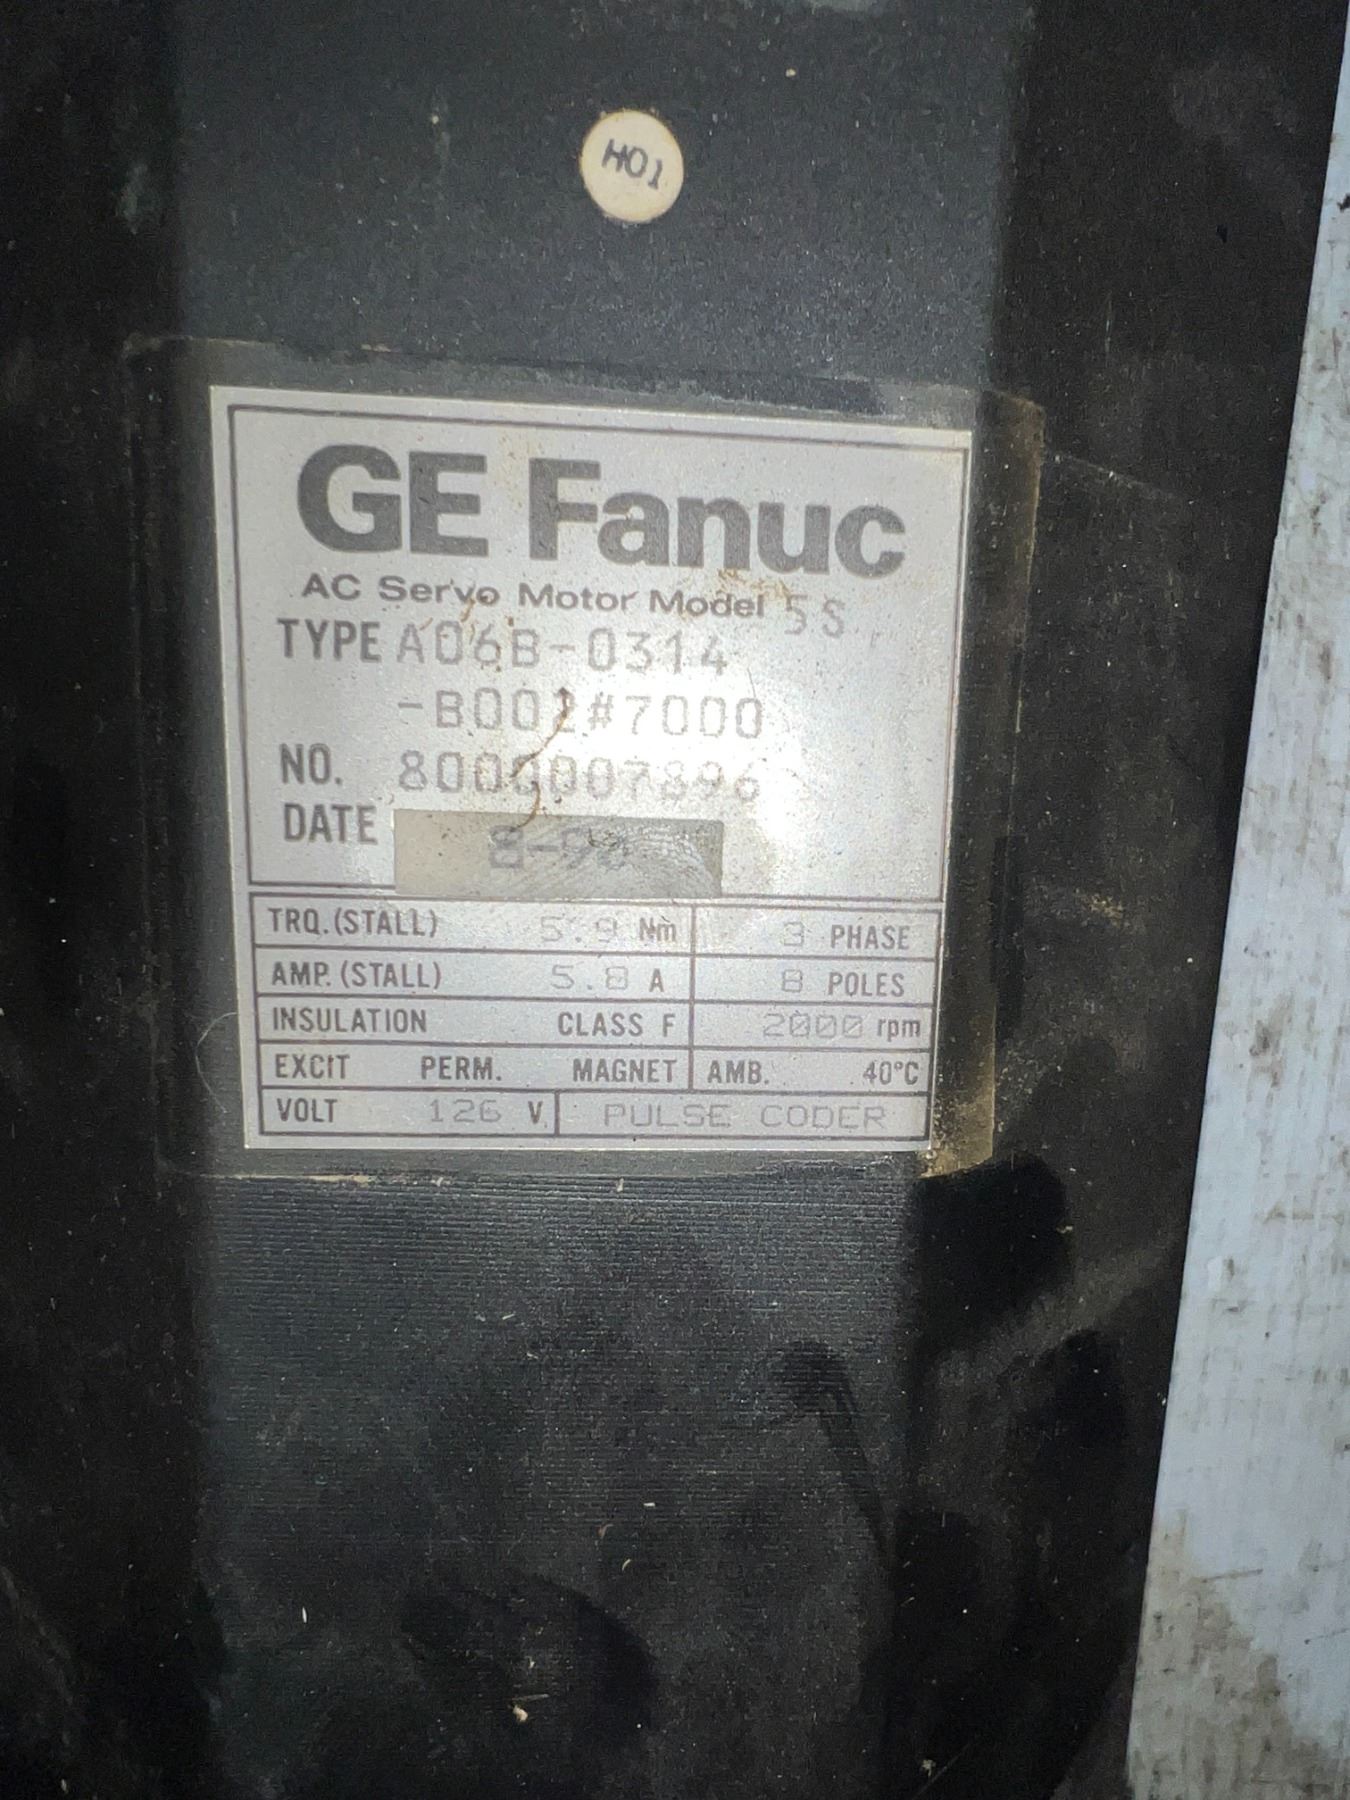 H01
GE Fanuc
AC Servo Motor Model 5S
TYPE A06B-0314
-B002#7000
NO. 8000007896
DATE
TRQ.(STALL) 5.9 Nm 3 PHASE
AMP.(STALL) 5.8 A 8 POLES
INSULATION CLASS F 2000 rpm
EXCIT PERM. MAGNET AMB. 40°C
VOLT 126 V. PULSE CODER